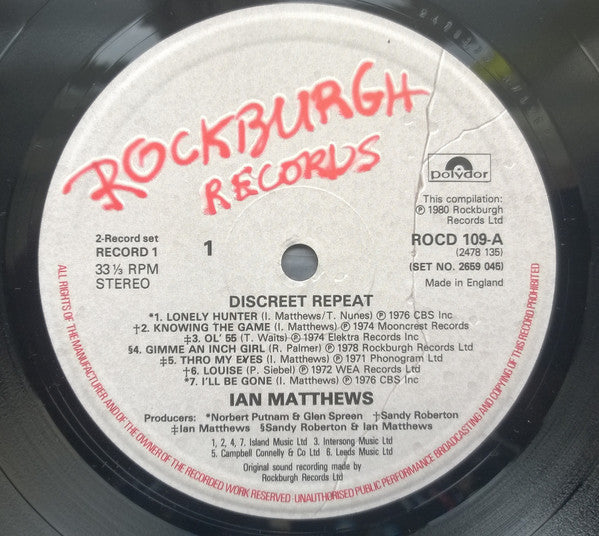 ROCKBURGH
RECORDS
polydor
This compilation:
℗ 1980 Rockburgh
Records Ltd
2-Record set
RECORD 1
33⅓ RPM
STEREO
1
ROCD 109-A
(2478 135)
(SET NO. 2659 045)
Made in England
DISCREET REPEAT
*1. LONELY HUNTER (I. Matthews/T. Nunes) ℗ 1976 CBS Inc
†2. KNOWING THE GAME (I. Matthews) ℗ 1974 Mooncrest Records
‡3. OL' 55 (T. Waits) ℗ 1974 Elektra Records Inc
§4. GIMME AN INCH GIRL (R. Palmer) ℗ 1978 Rockburgh Records Ltd
‡5. THRO MY EYES (I. Matthews) ℗ 1971 Phonogram Ltd
‡6. LOUISE (P. Siebel) ℗ 1972 WEA Records Ltd
*7. I'LL BE GONE (I. Matthews) ℗ 1976 CBS Inc
IAN MATTHEWS
Producers: *Norbert Putnam & Glen Spreen †Sandy Roberton
‡Ian Matthews §Sandy Roberton & Ian Matthews
1, 2, 4, 7. Island Music Ltd 3. Intersong Music Ltd
5. Campbell Connelly & Co Ltd 6. Leeds Music Ltd
Original sound recording made by
Rockburgh Records Ltd
ALL RIGHTS OF THE MANUFACTURER AND OF THE OWNER OF THE RECORDED WORK RESERVED · UNAUTHORISED PUBLIC PERFORMANCE BROADCASTING AND COPYING OF THIS RECORD PROHIBITED